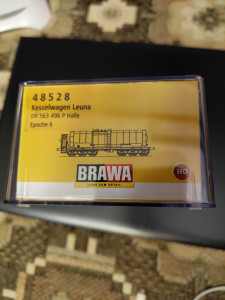 48528
Kesselwagen Leuna
DR 563 496 P Halle
Epoche II
BRAWA
H0